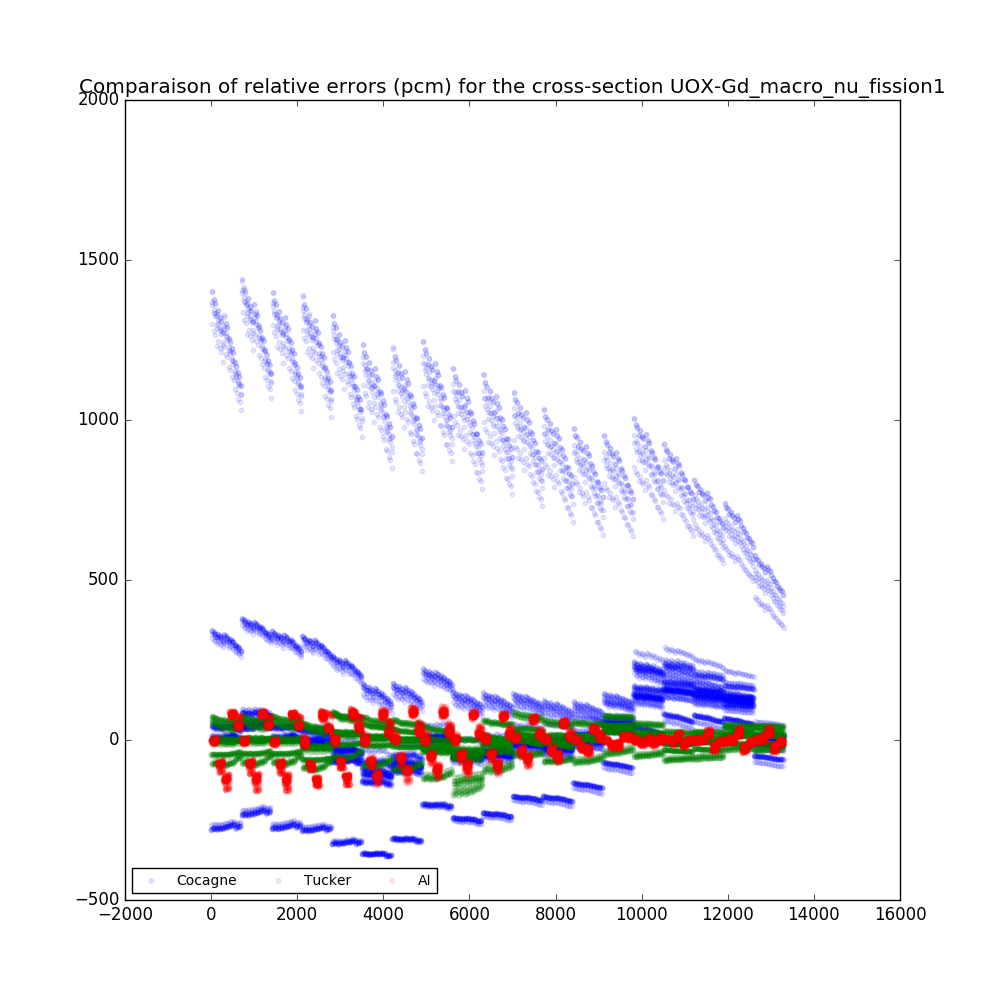 Comparaison of relative errors (pcm) for the cross-section UOX-Gd_macro_nu_fission1
2000
1500
1000
500
0
−500
Cocagne Tucker AI
−2000 0 2000 4000 6000 8000 10000 12000 14000 16000